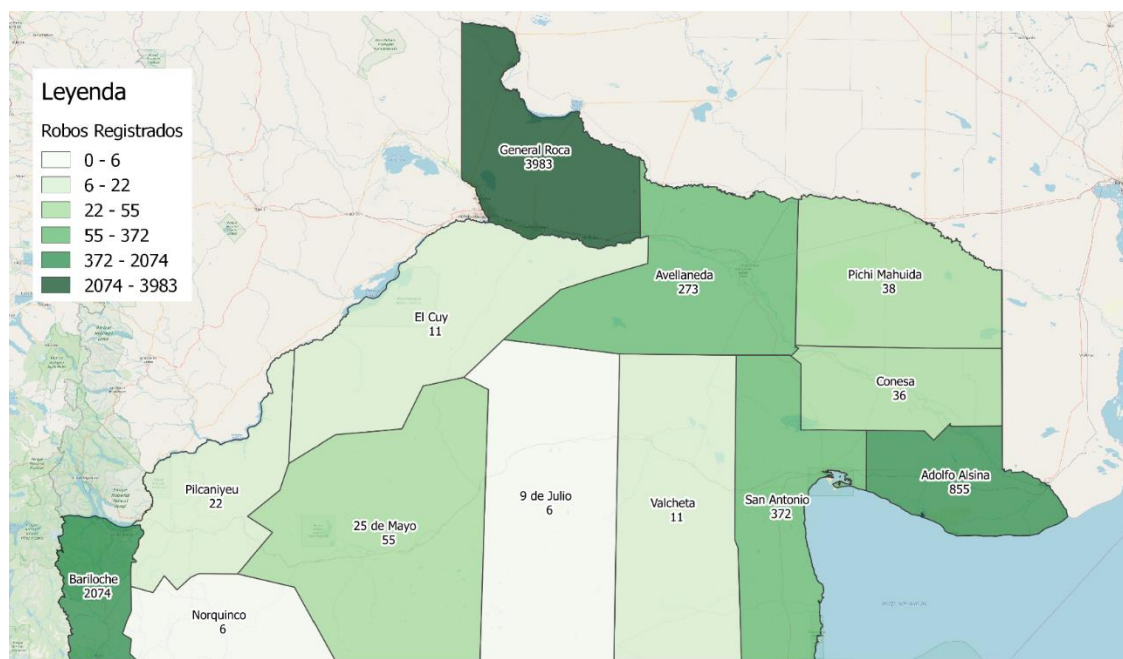 Leyenda
Robos Registrados
0 - 6
6 - 22
22 - 55
55 - 372
372 - 2074
2074 - 3983
General Roca
3983
Avellaneda
273
Pichi Mahuida
38
El Cuy
11
Conesa
36
Adolfo Alsina
855
Pilcaniyeu
22
9 de Julio
6
Valcheta
11
San Antonio
372
25 de Mayo
55
Bariloche
2074
Norquinco
6